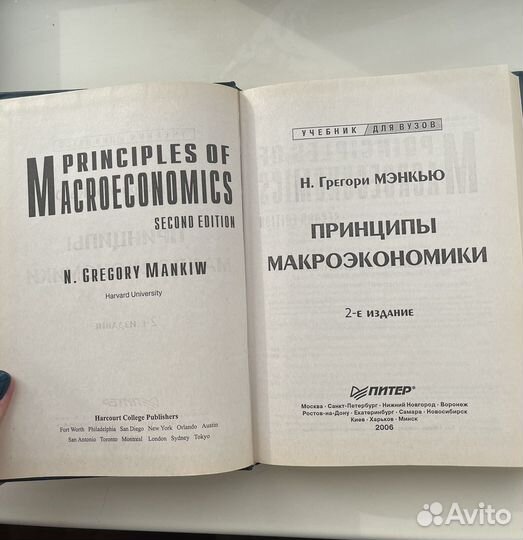 PRINCIPLES OF
MACROECONOMICS
SECOND EDITION
N. GREGORY MANKIW
Harvard University
Harcourt College Publishers
Fort Worth Philadelphia San Diego New York Orlando Austin
San Antonio Toronto Montreal London Sydney Tokyo
УЧЕБНИК / ДЛЯ ВУЗОВ
Н. Грегори МЭНКЬЮ
ПРИНЦИПЫ
МАКРОЭКОНОМИКИ
2-е ИЗДАНИЕ
ПИТЕР
Москва · Санкт-Петербург · Нижний Новгород · Воронеж
Ростов-на-Дону · Екатеринбург · Самара · Новосибирск
Киев · Харьков · Минск
2006
Avito